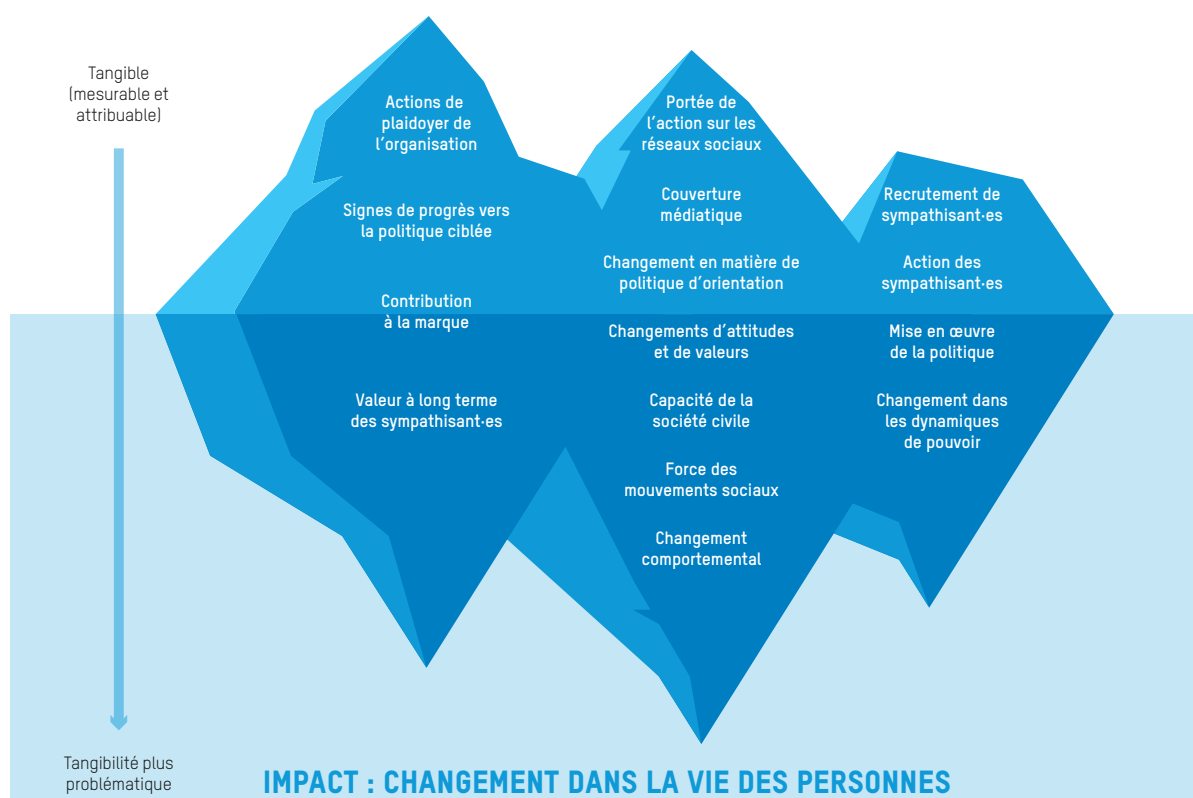 Tangible
(mesurable et
attribuable)
Actions de
plaidoyer de
l'organisation
Signes de progrès vers
la politique ciblée
Contribution
à la marque
Valeur à long terme
des sympathisant·es
Portée de
l'action sur les
réseaux sociaux
Couverture
médiatique
Changement en matière de
politique d'orientation
Changements d'attitudes
et de valeurs
Capacité de la
société civile
Force des
mouvements sociaux
Changement
comportemental
Recrutement de
sympathisant·es
Action des
sympathisant·es
Mise en œuvre
de la politique
Changement dans
les dynamiques
de pouvoir
Tangibilité plus
problématique
IMPACT : CHANGEMENT DANS LA VIE DES PERSONNES